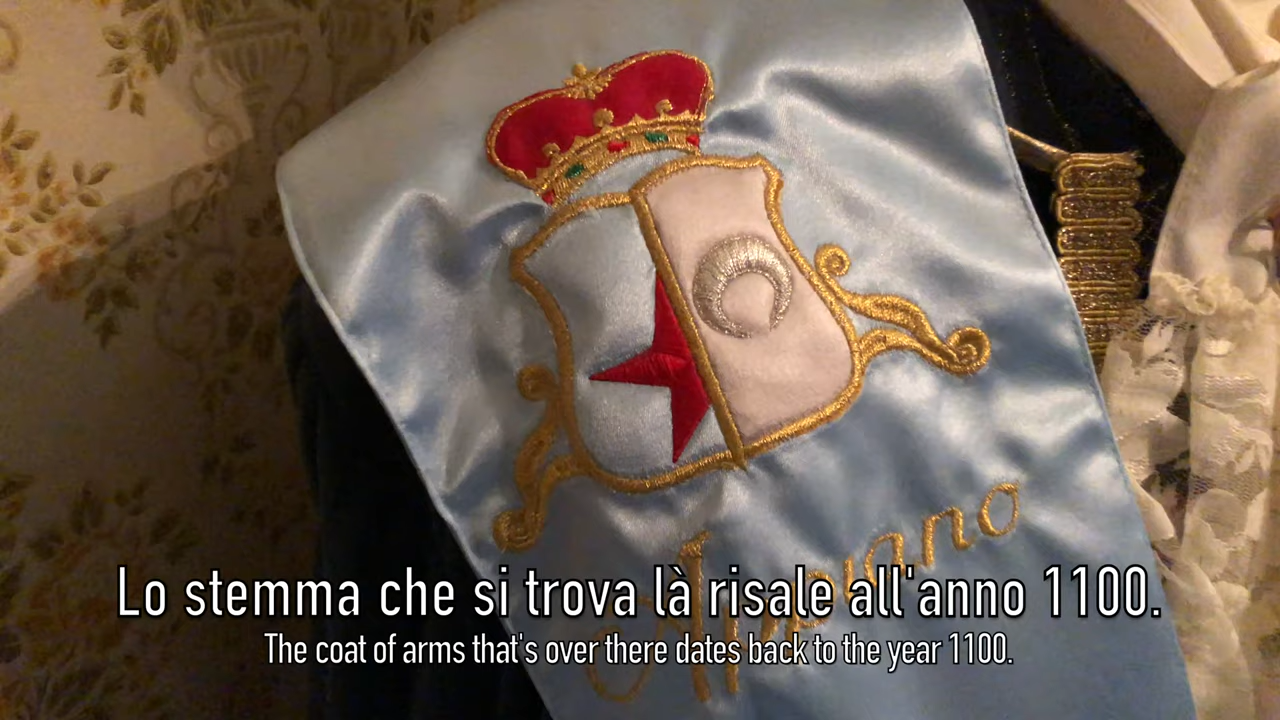 Appiano
Lo stemma che si trova là risale all'anno 1100.
The coat of arms that's over there dates back to the year 1100.